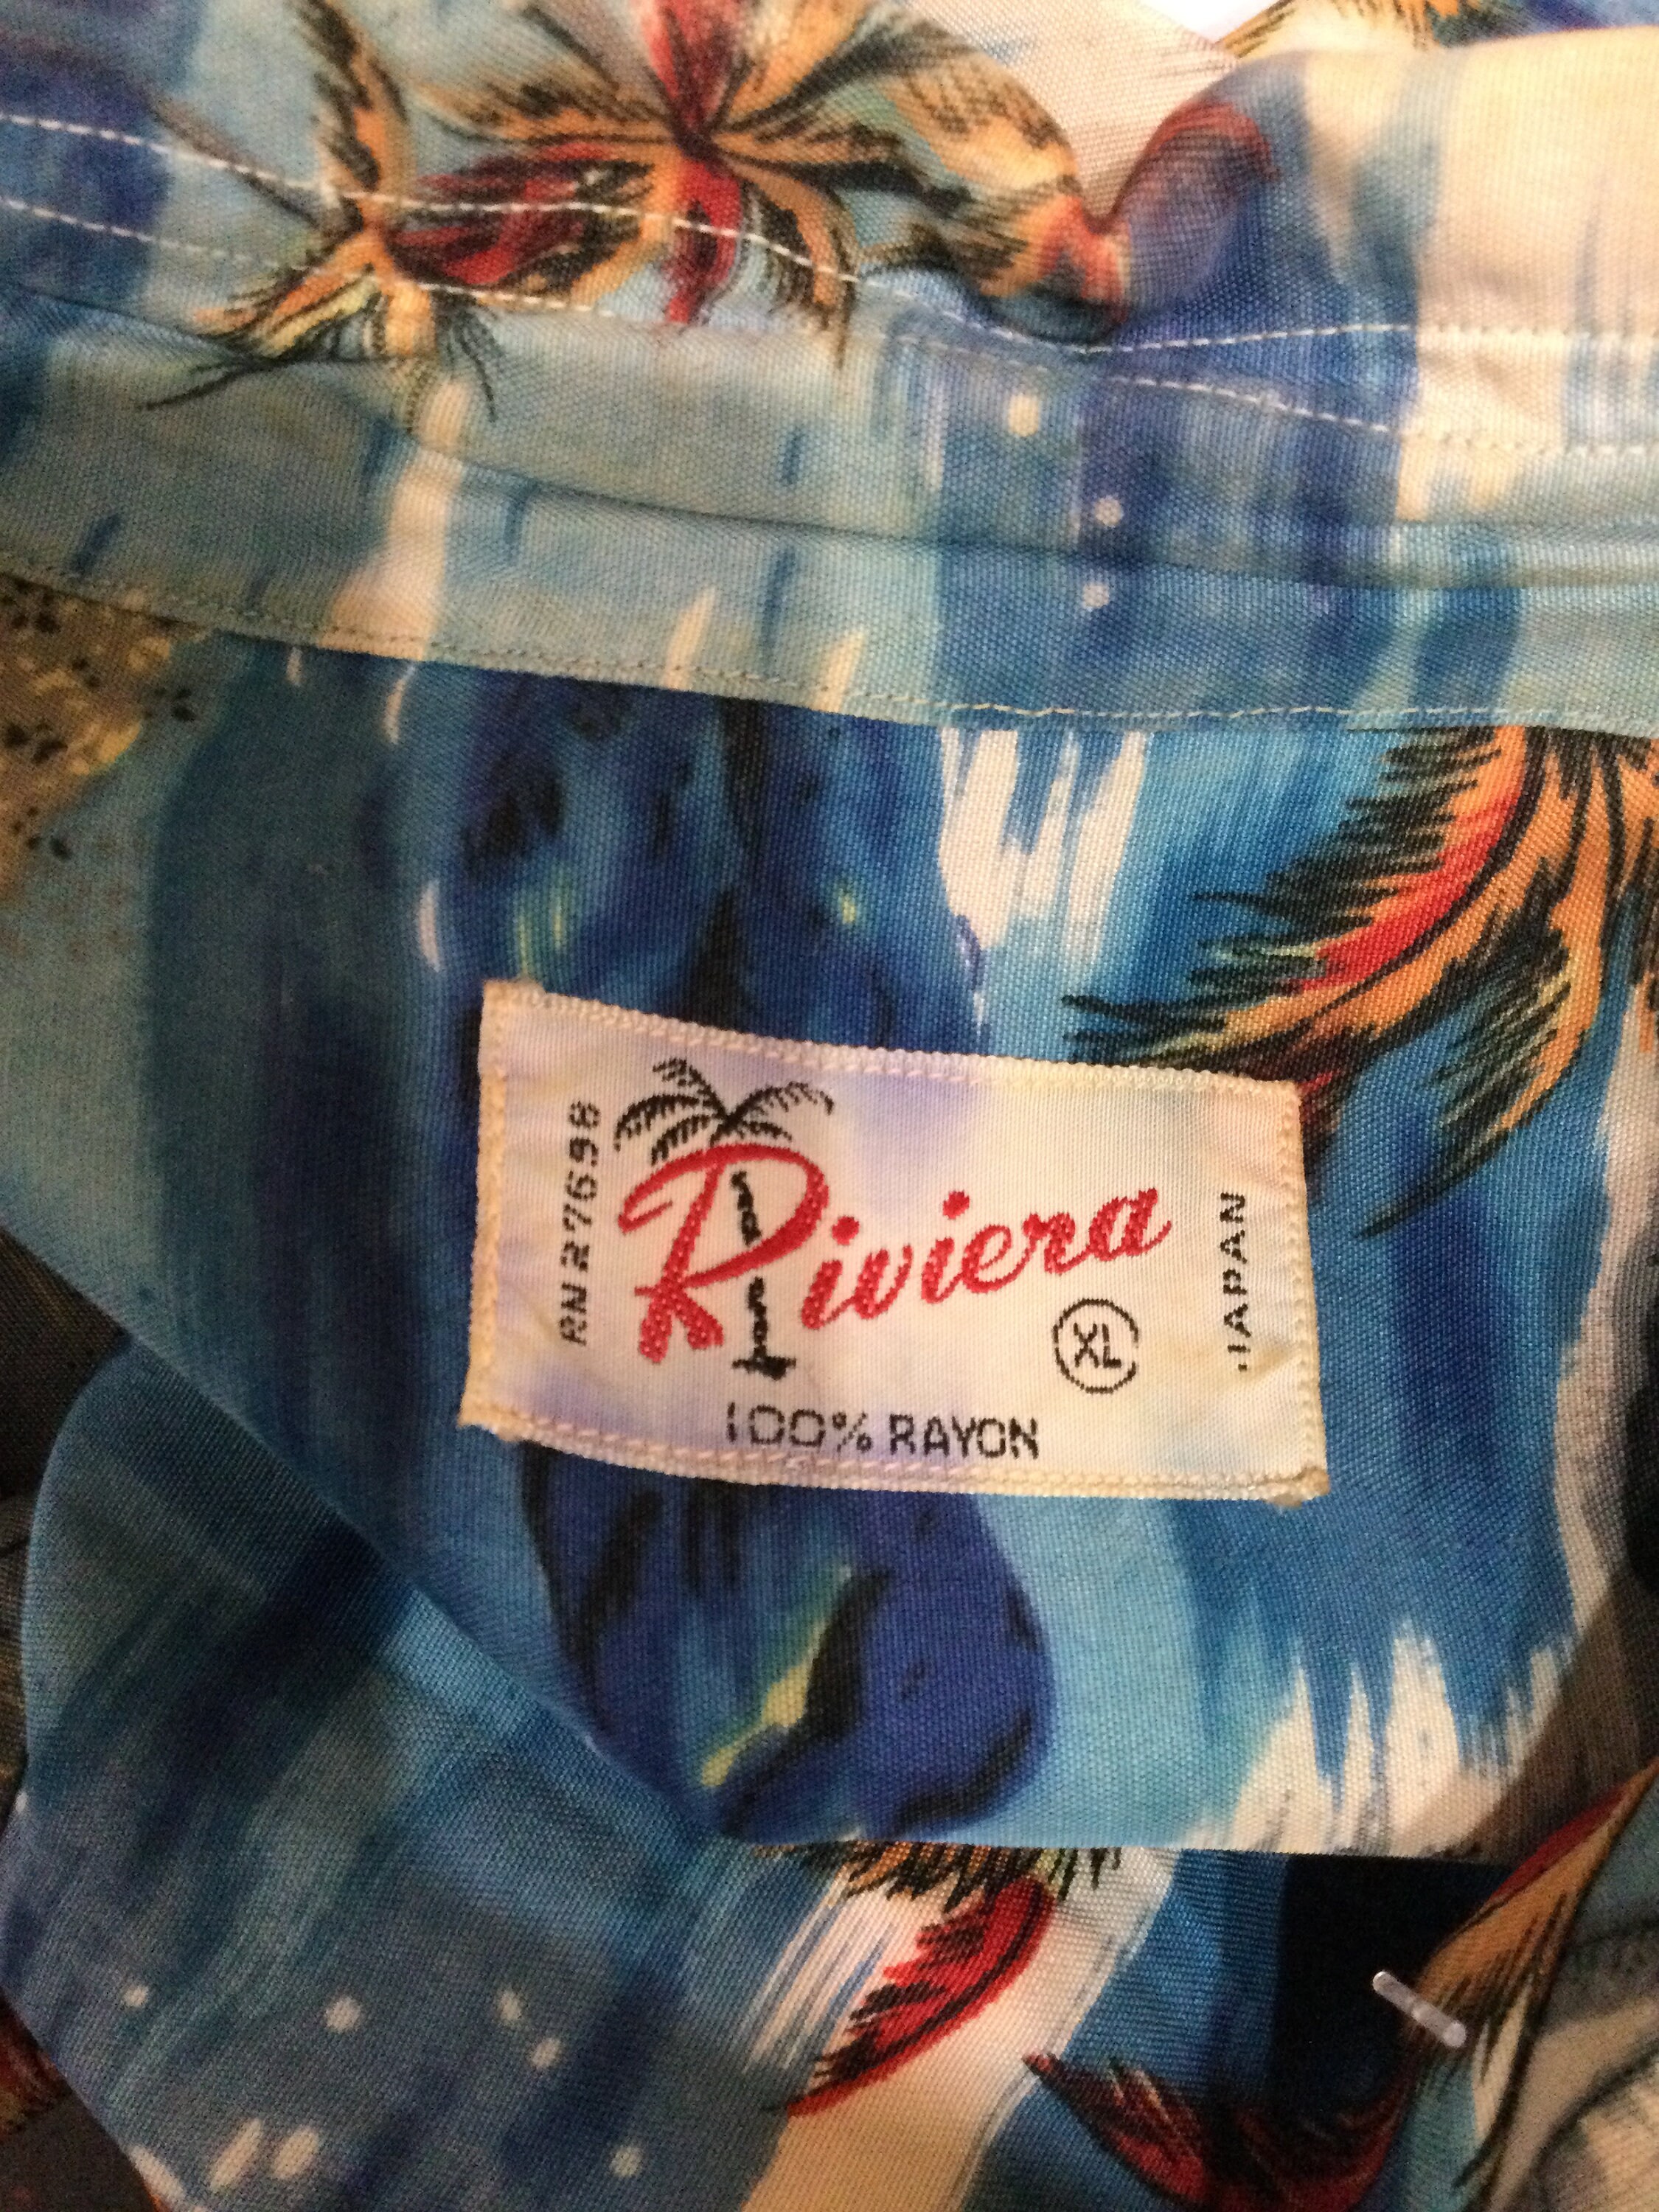 RN 27698
Riviera
XL
JAPAN
100% RAYON